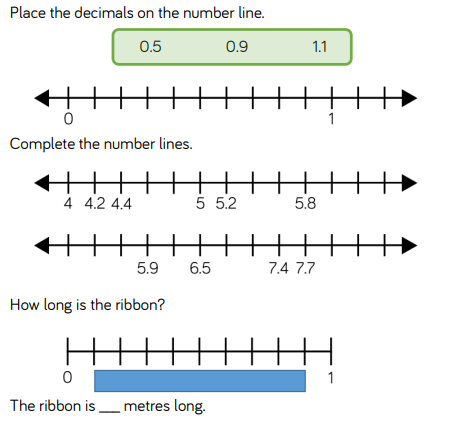 Place the decimals on the number line.
0.5 0.9 1.1
0 1
Complete the number lines.
4 4.2 4.4 5 5.2 5.8
5.9 6.5 7.4 7.7
How long is the ribbon?
0 1
The ribbon is __ metres long.